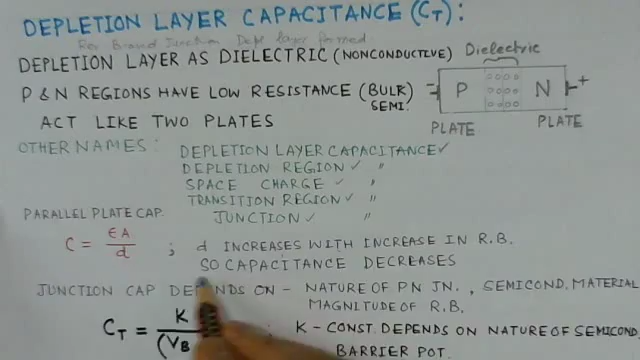 DEPLETION LAYER CAPACITANCE (CT):
Rev Biased Junction Depl layer formed
DEPLETION LAYER AS DIELECTRIC (NONCONDUCTIVE) Dielectric
P & N REGIONS HAVE LOW RESISTANCE (BULK SEMI.
ACT LIKE TWO PLATES
- P N +
PLATE PLATE
OTHER NAMES: DEPLETION LAYER CAPACITANCE ✓
DEPLETION REGION ✓ "
SPACE CHARGE ✓ "
TRANSITION REGION ✓ "
JUNCTION ✓ "
PARALLEL PLATE CAP.
C = ЄA / d ; d INCREASES WITH INCREASE IN R.B.
SO CAPACITANCE DECREASES
JUNCTION CAP DEPENDS ON - NATURE OF PN JN., SEMICOND. MATERIAL
MAGNITUDE OF R.B.
CT = K / (VB ; K - CONST. DEPENDS ON NATURE OF SEMICOND
BARRIER POT.